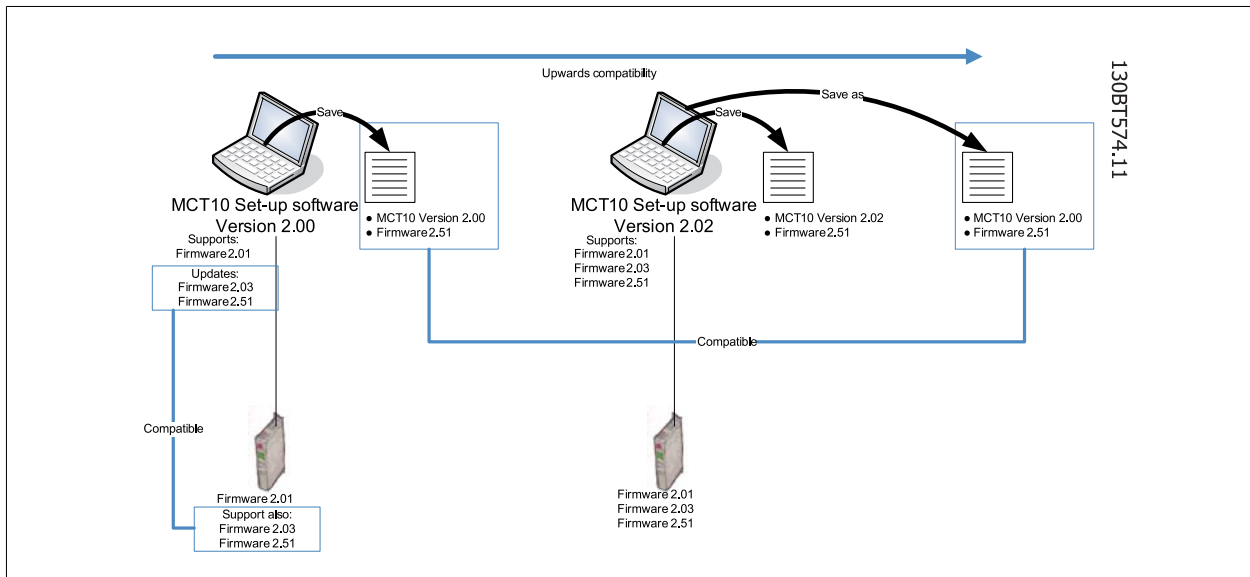 Upwards compatibility
130BT574.11
Save
MCT10 Set-up software
Version 2.00
• MCT10 Version 2.00
• Firmware 2.51
Supports:
Firmware 2.01
Updates:
Firmware 2.03
Firmware 2.51
Compatible
Firmware 2.01
Support also:
Firmware 2.03
Firmware 2.51
Save
Save as
MCT10 Set-up software
Version 2.02
• MCT10 Version 2.02
• Firmware 2.51
• MCT10 Version 2.00
• Firmware 2.51
Supports:
Firmware 2.01
Firmware 2.03
Firmware 2.51
Compatible
Firmware 2.01
Firmware 2.03
Firmware 2.51